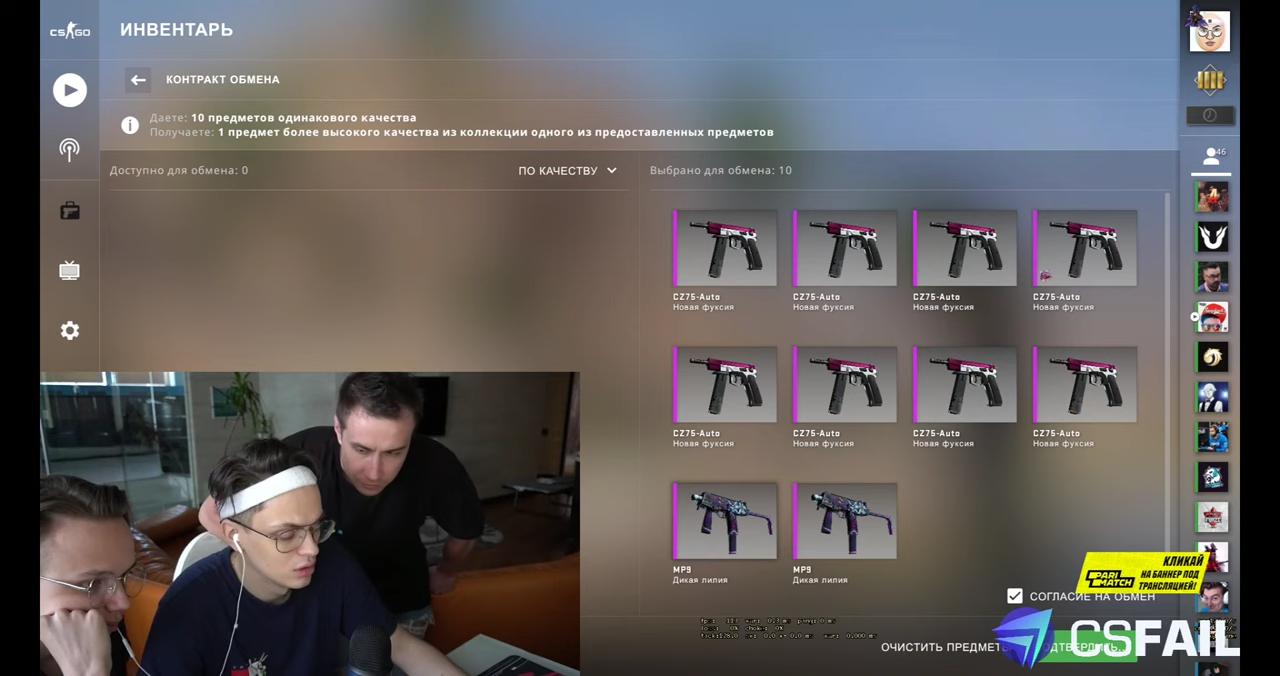 CS GO
ИНВЕНТАРЬ
КОНТРАКТ ОБМЕНА
Даете: 10 предметов одинакового качества
Получаете: 1 предмет более высокого качества из коллекции одного из предоставленных предметов
46
Доступно для обмена: 0
ПО КАЧЕСТВУ
Выбрано для обмена: 10
CZ75-Auto
Новая фуксия
CZ75-Auto
Новая фуксия
CZ75-Auto
Новая фуксия
CZ75-Auto
Новая фуксия
CZ75-Auto
Новая фуксия
CZ75-Auto
Новая фуксия
CZ75-Auto
Новая фуксия
CZ75-Auto
Новая фуксия
MP9
Дикая лилия
MP9
Дикая лилия
PARIMATCH
КЛИКАЙ
НА БАННЕР ПОД
ТРАНСЛЯЦИЕЙ!
СОГЛАСИЕ НА ОБМЕН
ОЧИСТИТЬ ПРЕДМЕТЫ
CSFAIL